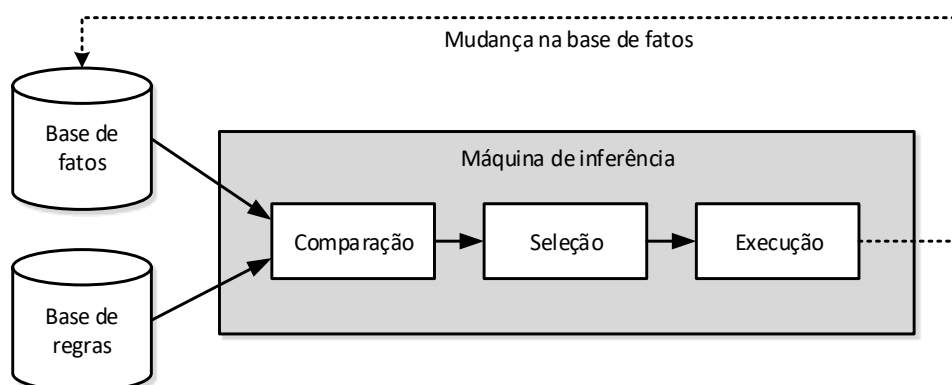 Mudança na base de fatos
Base de
fatos
Máquina de inferência
Comparação
Seleção
Execução
Base de
regras